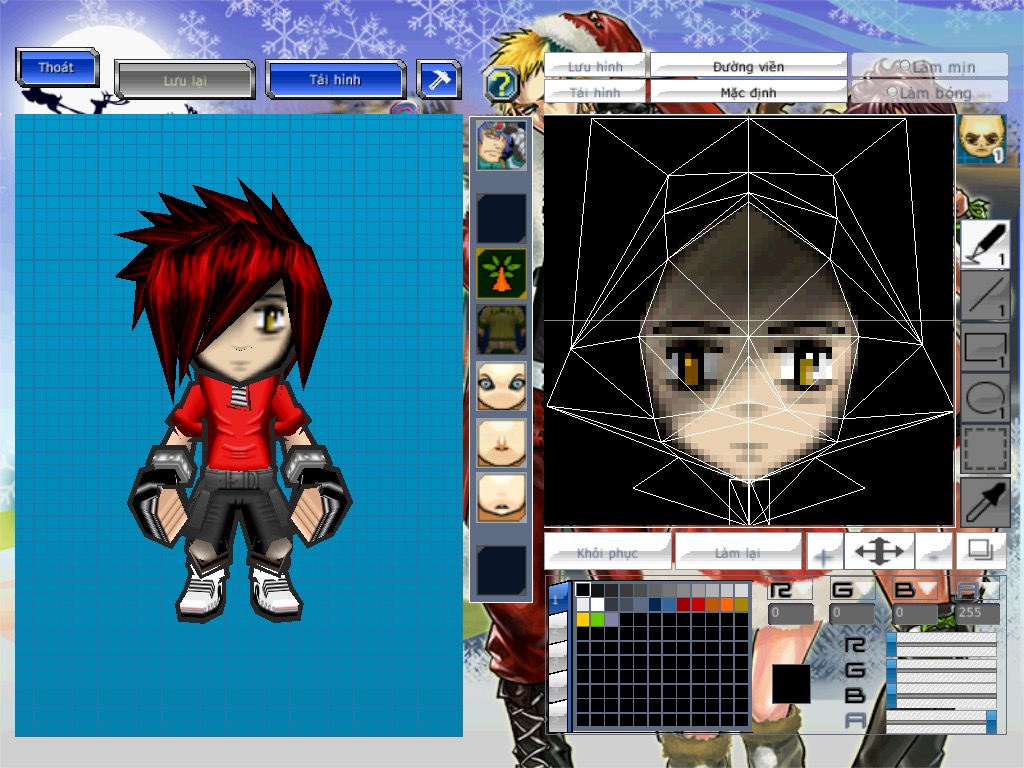 Thoát
Lưu lại
Tải hình
?
Lưu hình
Đường viền
Làm mịn
Tải hình
Mặc định
Làm bóng
1
1
1
1
1
Khôi phục
Làm lại
1
R G B A
0 0 0 255
R
G
B
A